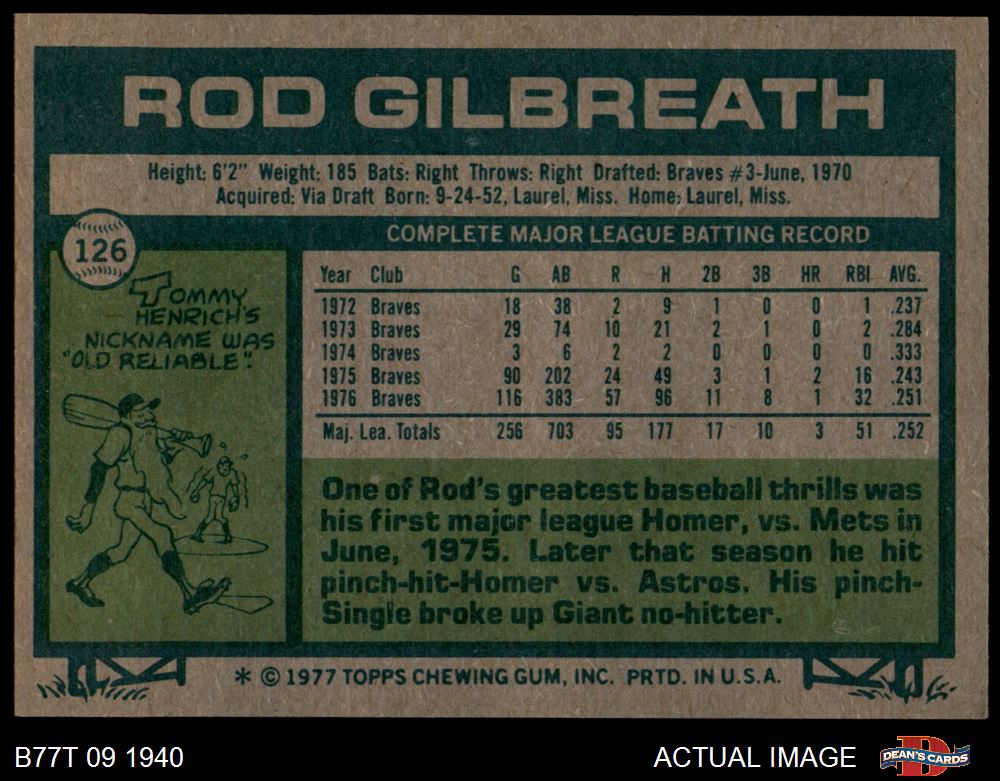 ROD GILBREATH
Height: 6'2" Weight: 185 Bats: Right Throws: Right Drafted: Braves #3-June, 1970
Acquired: Via Draft Born: 9-24-52, Laurel, Miss. Home: Laurel, Miss.
126
TOMMY
HENRICH'S
NICKNAME WAS
"OLD RELIABLE".
COMPLETE MAJOR LEAGUE BATTING RECORD
Year Club G AB R H 2B 3B HR RBI AVG.
1972 Braves 18 38 2 9 1 0 0 1 .237
1973 Braves 29 74 10 21 2 1 0 2 .284
1974 Braves 3 6 2 2 0 0 0 0 .333
1975 Braves 90 202 24 49 3 1 2 16 .243
1976 Braves 116 383 57 96 11 8 1 32 .251
Maj. Lea. Totals 256 703 95 177 17 10 3 51 .252
One of Rod's greatest baseball thrills was
his first major league Homer, vs. Mets in
June, 1975. Later that season he hit
pinch-hit-Homer vs. Astros. His pinch-
Single broke up Giant no-hitter.
* © 1977 TOPPS CHEWING GUM, INC. PRTD. IN U.S.A.
B77T 09 1940
ACTUAL IMAGE
DEAN'S CARDS